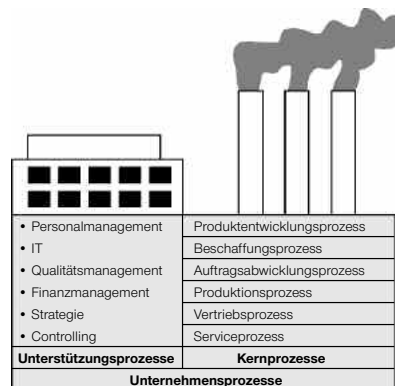 • Personalmanagement Produktentwicklungsprozess
• IT Beschaffungsprozess
• Qualitätsmanagement Auftragsabwicklungsprozess
• Finanzmanagement Produktionsprozess
• Strategie Vertriebsprozess
• Controlling Serviceprozess
Unterstützungsprozesse Kernprozesse
Unternehmensprozesse